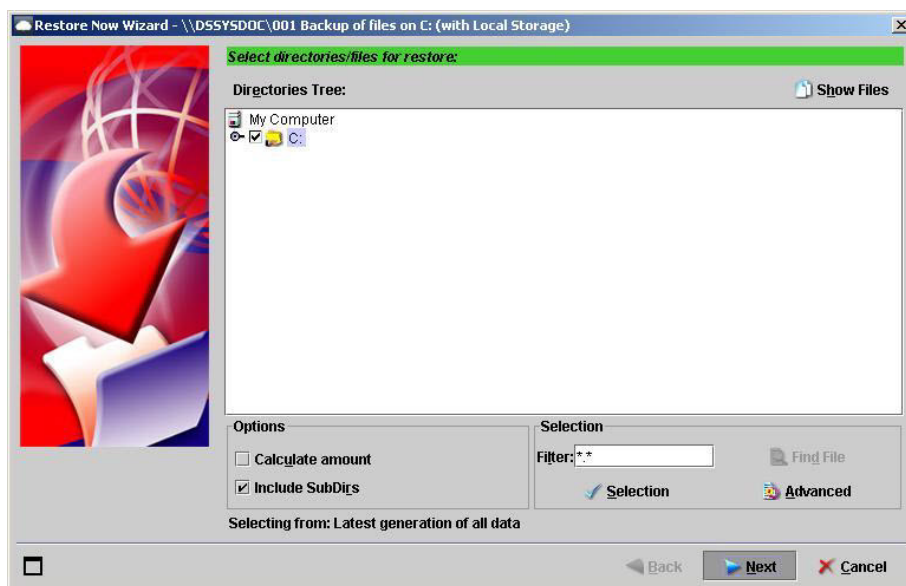 Restore Now Wizard - \\DSSYSDOC\001 Backup of files on C: (with Local Storage)
Select directories/files for restore:
Directories Tree:
Show Files
My Computer
C:
Options
Calculate amount
Include SubDirs
Selection
Filter: *.*
Find File
Selection
Advanced
Selecting from: Latest generation of all data
Back
Next
Cancel